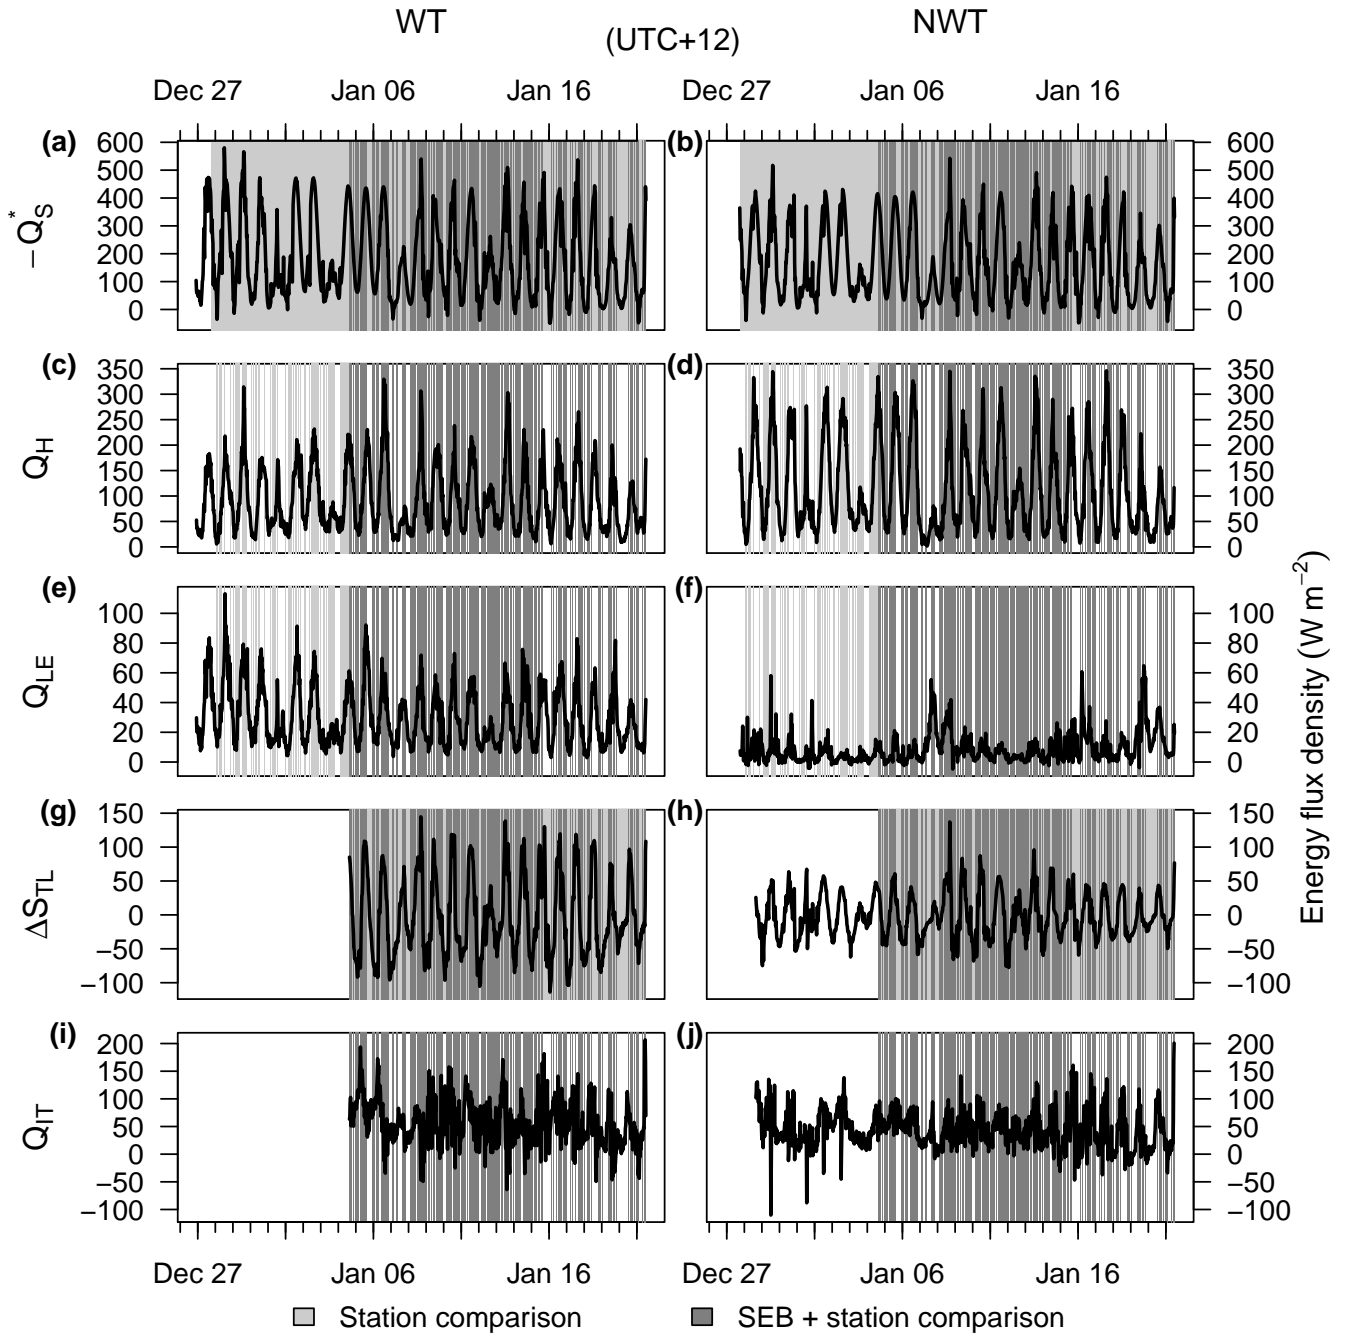 WT NWT
(UTC+12)
Dec 27 Jan 06 Jan 16 Dec 27 Jan 06 Jan 16
(a) (b)
−Q*S
600 500 400 300 200 100 0
600 500 400 300 200 100 0
(c) (d)
QH
350 300 250 200 150 100 50 0
350 300 250 200 150 100 50 0
(e) (f)
QLE
100 80 60 40 20 0
100 80 60 40 20 0
(g) (h)
ΔSTL
150 100 50 0 −50 −100
150 100 50 0 −50 −100
(i) (j)
QIT
200 150 100 50 0 −50 −100
200 150 100 50 0 −50 −100
Energy flux density (W m−2)
Dec 27 Jan 06 Jan 16 Dec 27 Jan 06 Jan 16
Station comparison SEB + station comparison